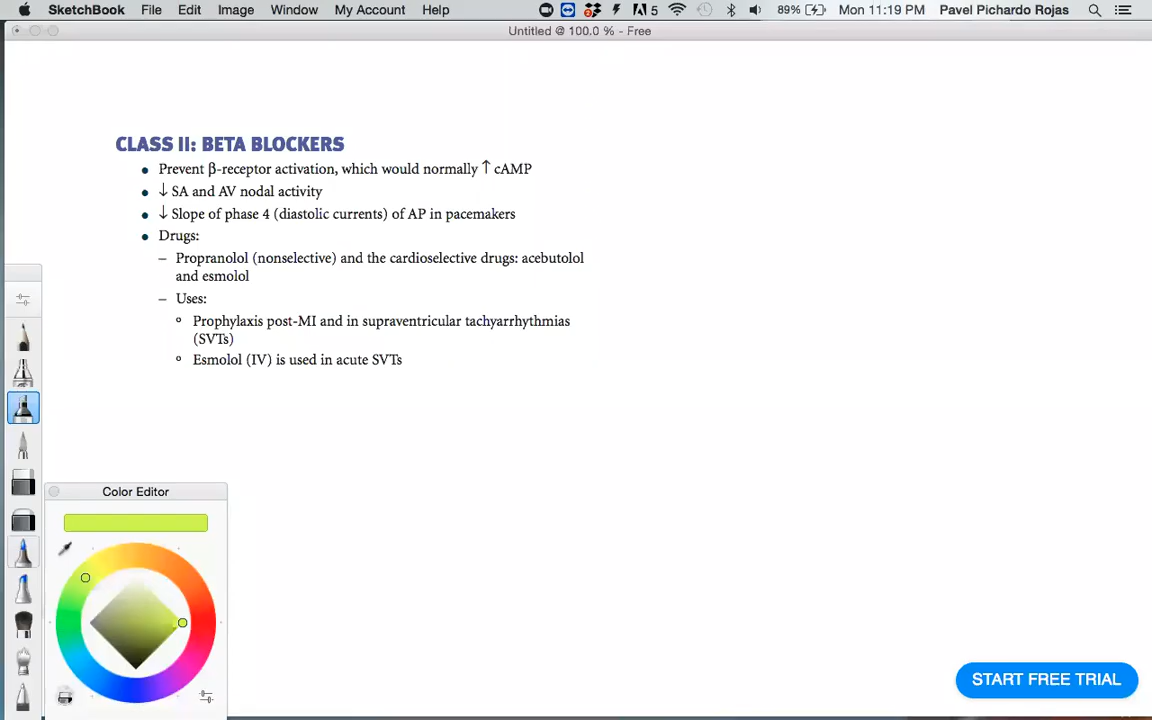 SketchBook File Edit Image Window My Account Help 5 89% Mon 11:19 PM Pavel Pichardo Rojas
Untitled @ 100.0 % - Free
CLASS II: BETA BLOCKERS
● Prevent β-receptor activation, which would normally ↑ cAMP
● ↓ SA and AV nodal activity
● ↓ Slope of phase 4 (diastolic currents) of AP in pacemakers
● Drugs:
– Propranolol (nonselective) and the cardioselective drugs: acebutolol
and esmolol
– Uses:
° Prophylaxis post-MI and in supraventricular tachyarrhythmias
(SVTs)
° Esmolol (IV) is used in acute SVTs
Color Editor
START FREE TRIAL